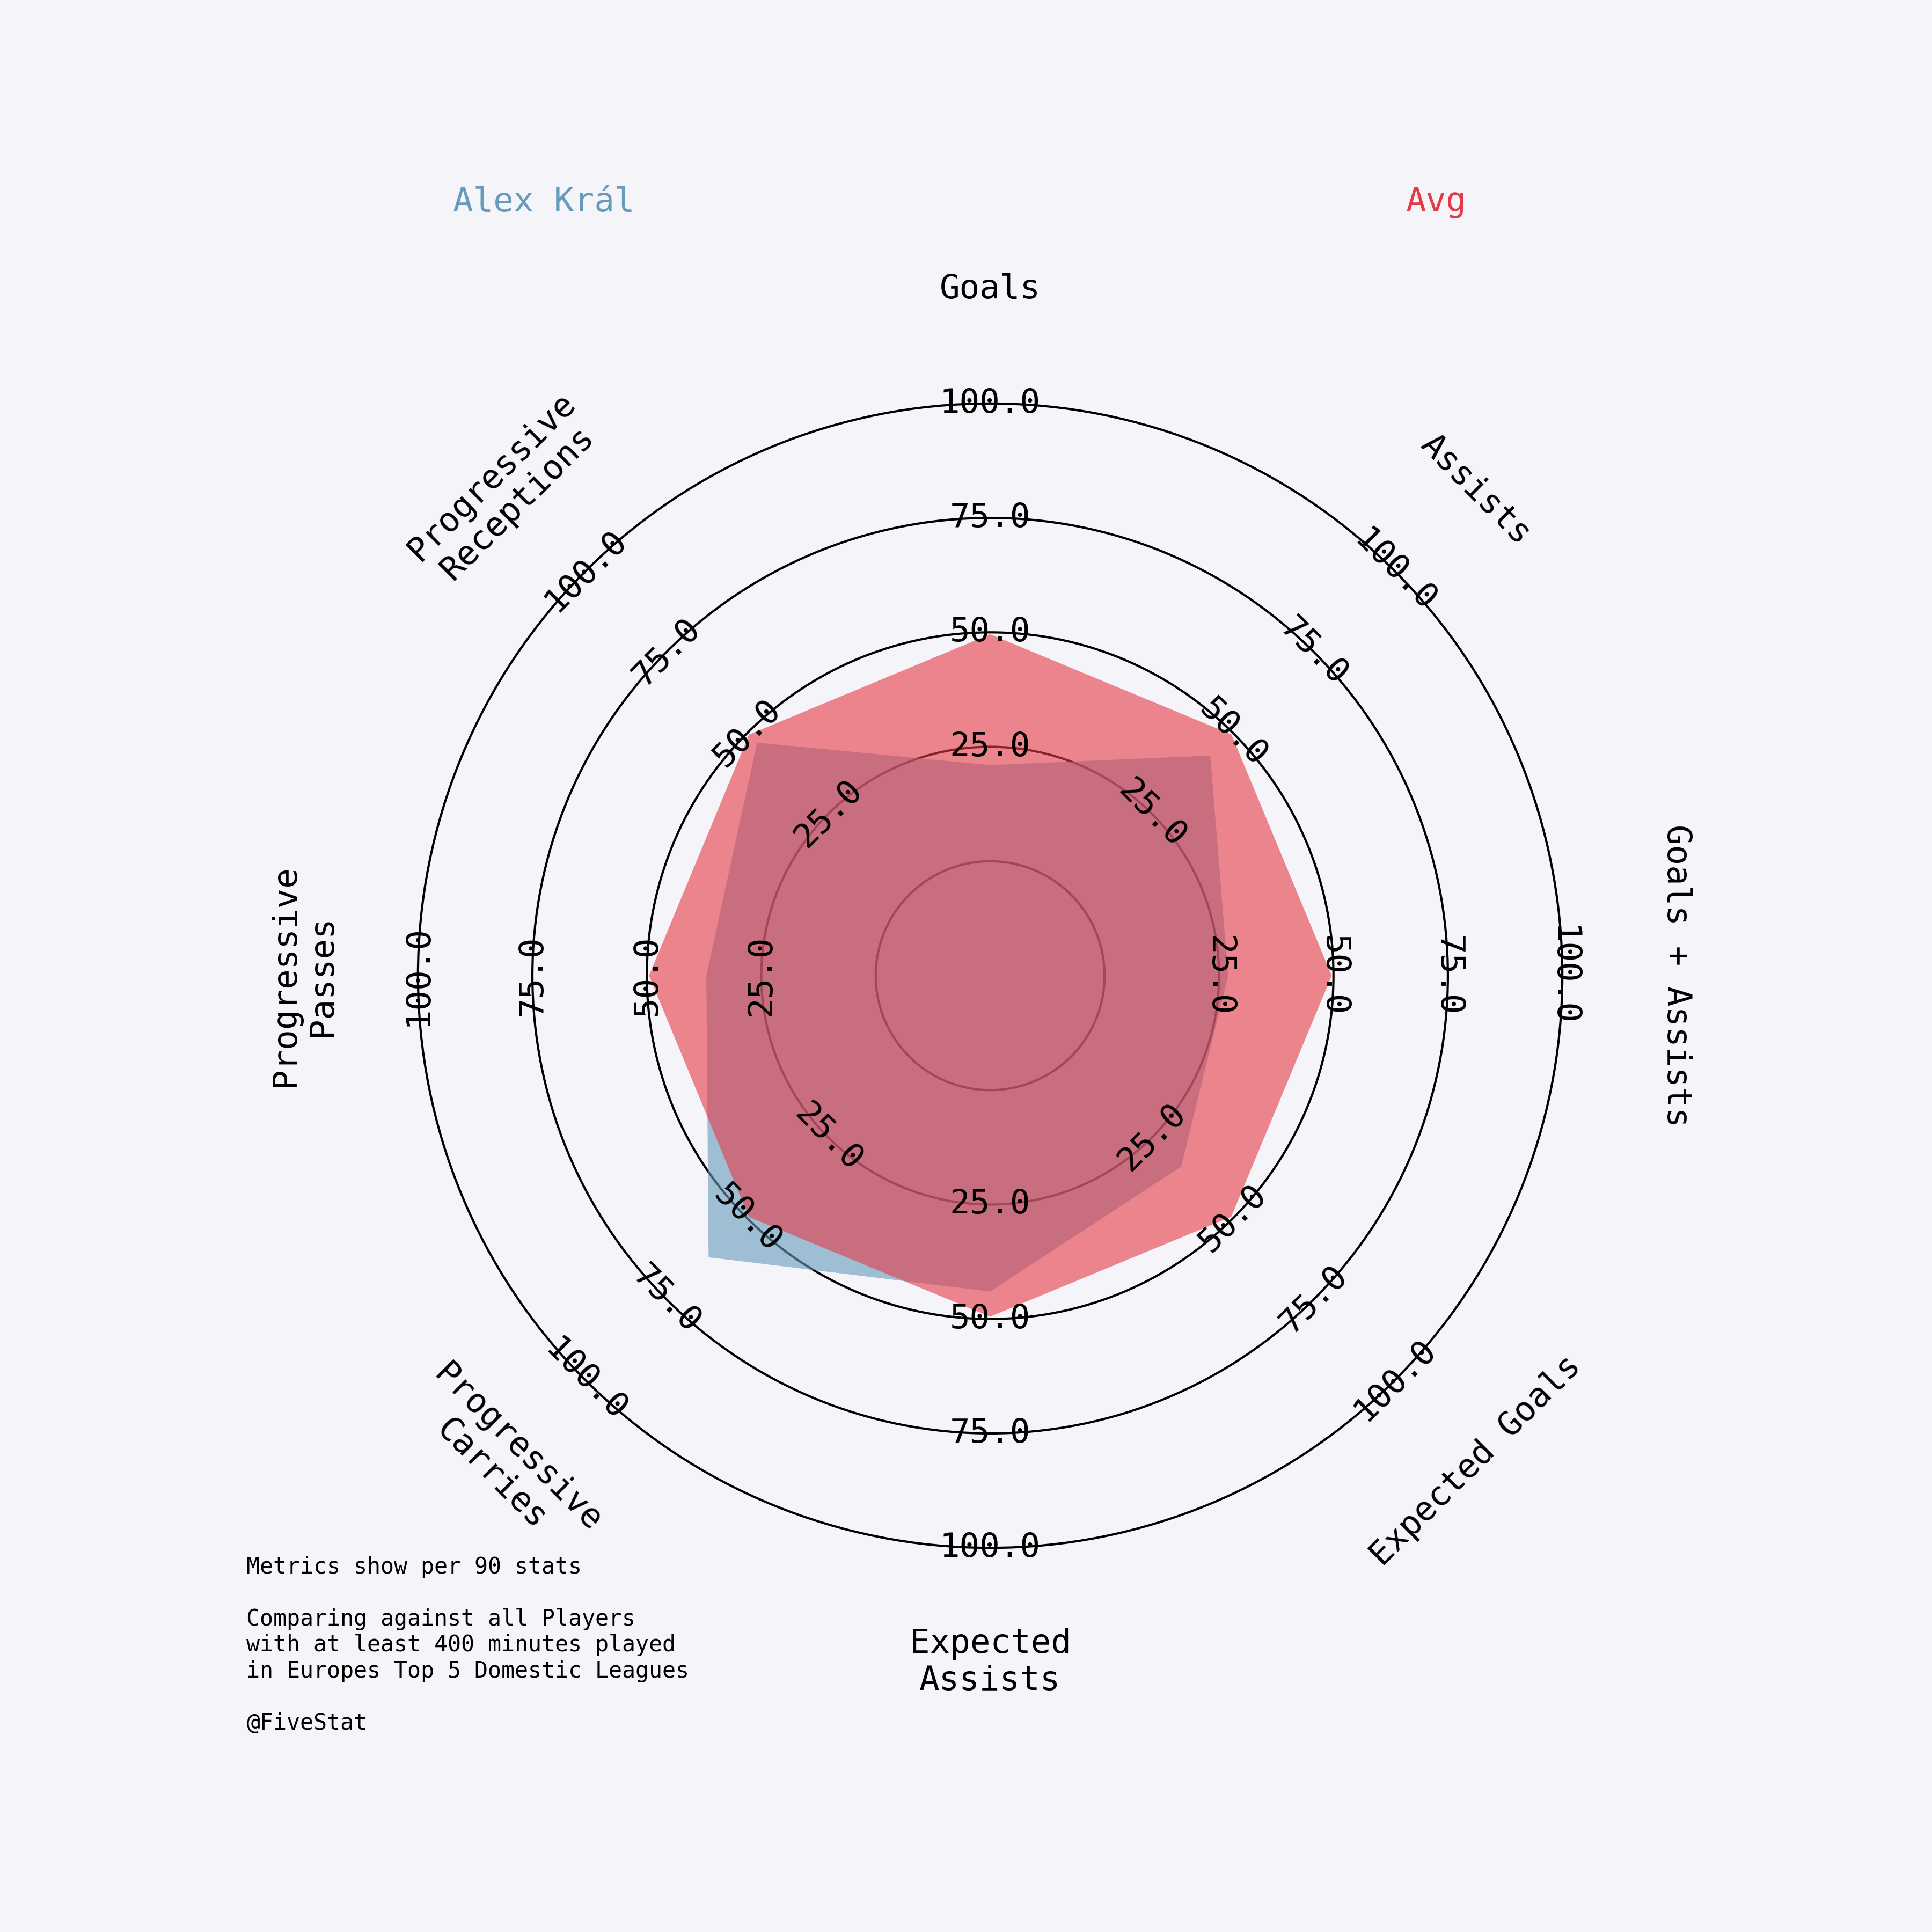 Alex Král
Avg
Goals
Assists
Goals + Assists
Expected Goals
Expected
Assists
Progressive
Carries
Progressive
Passes
Progressive
Receptions
100.0
75.0
50.0
25.0
100.0
75.0
50.0
25.0
25.0
50.0
75.0
100.0
25.0
50.0
75.0
100.0
25.0
50.0
75.0
100.0
25.0
50.0
75.0
100.0
100.0
75.0
50.0
25.0
100.0
75.0
50.0
25.0
Metrics show per 90 stats
Comparing against all Players
with at least 400 minutes played
in Europes Top 5 Domestic Leagues
@FiveStat